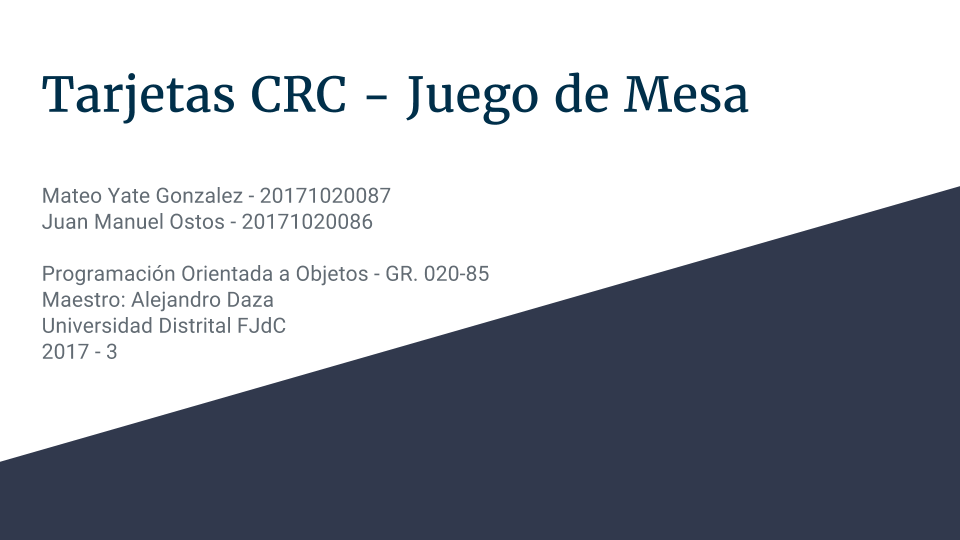 Tarjetas CRC - Juego de Mesa
Mateo Yate Gonzalez - 20171020087
Juan Manuel Ostos - 20171020086
Programación Orientada a Objetos - GR. 020-85
Maestro: Alejandro Daza
Universidad Distrital FJdC
2017 - 3